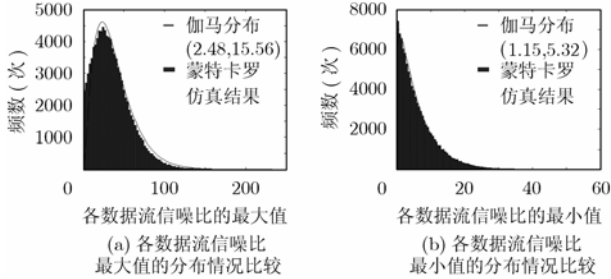 5000
4000
3000
2000
1000
0
100
200
频数(次)
伽马分布
(2.48,15.56)
蒙特卡罗
仿真结果
各数据流信噪比的最大值
(a) 各数据流信噪比
最大值的分布情况比较
8000
6000
4000
2000
0
20
40
60
频数(次)
伽马分布
(1.15,5.32)
蒙特卡罗
仿真结果
各数据流信噪比的最小值
(b) 各数据流信噪比
最小值的分布情况比较